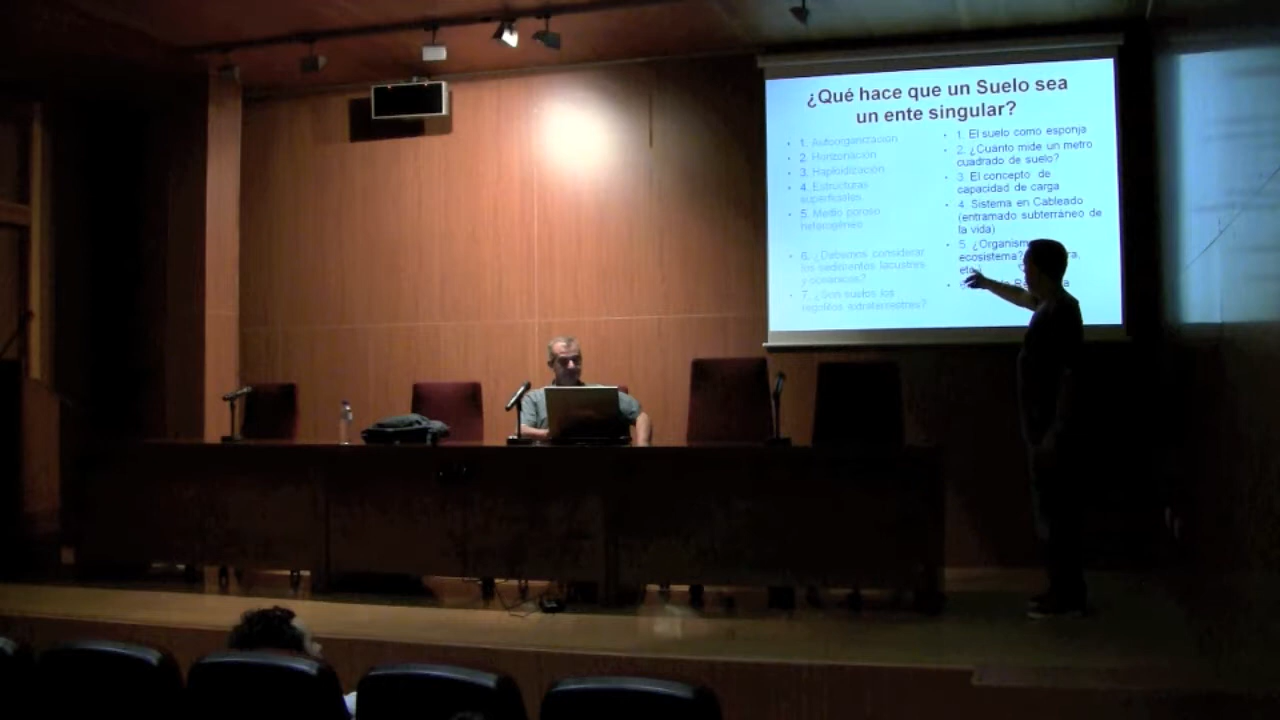 ¿Qué hace que un Suelo sea
un ente singular?
1. Autoorganización
2. Horizonación
3. Haploidización
4. Estructuras
superficiales
5. Medio poroso
heterogéneo
6. ¿Debemos considerar
los sedimentos lacustres
y oceánicos?
7. ¿Son suelos los
regolitos extraterrestres?
1. El suelo como esponja
2. ¿Cuánto mide un metro
cuadrado de suelo?
3. El concepto de
capacidad de carga
4. Sistema en Cableado
(entramado subterráneo de
la vida)
5.
ecosistema?